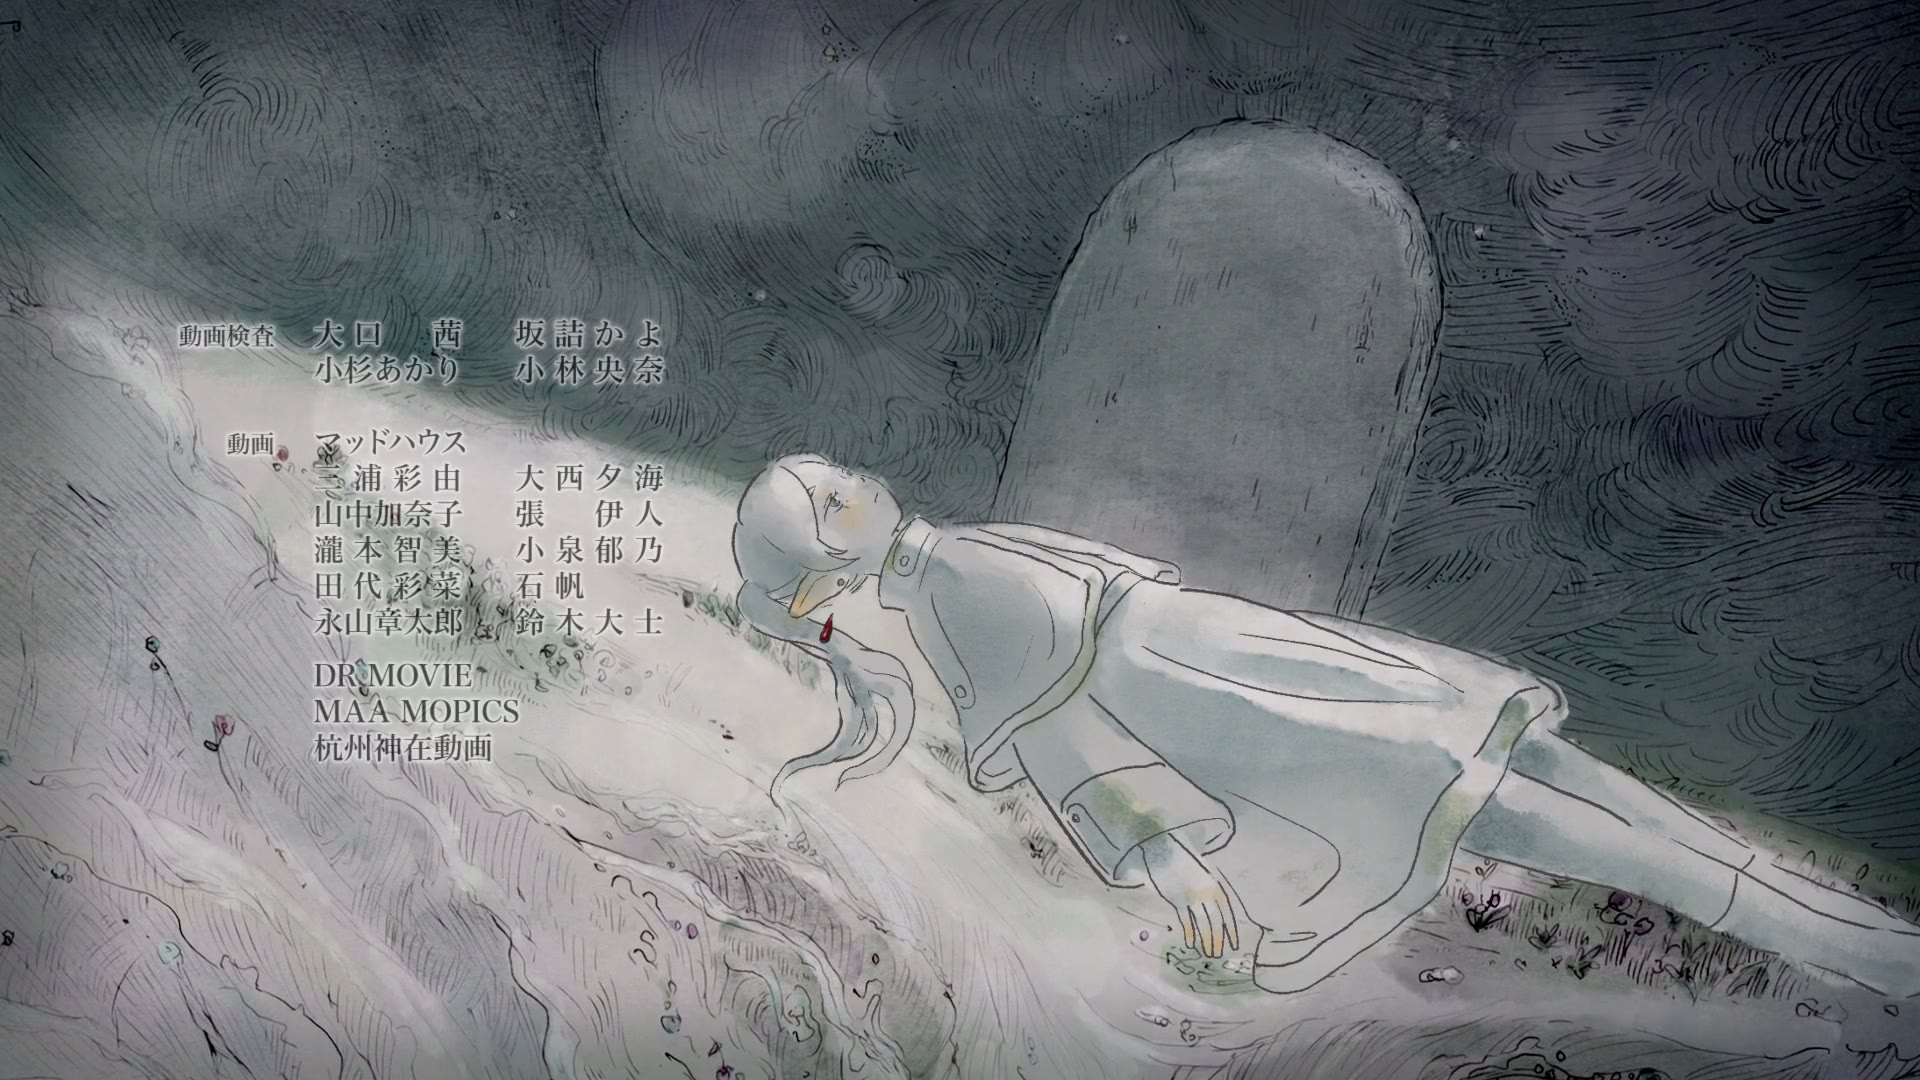 動画検査 大口 茜 坂詰かよ
小杉あかり 小林央奈
動画 マッドハウス
三浦彩由 大西夕海
山中加奈子 張 伊人
瀧本智美 小泉郁乃
田代彩菜 石帆
永山章太郎 鈴木大士
DR MOVIE
MAA MOPICS
杭州神在動画